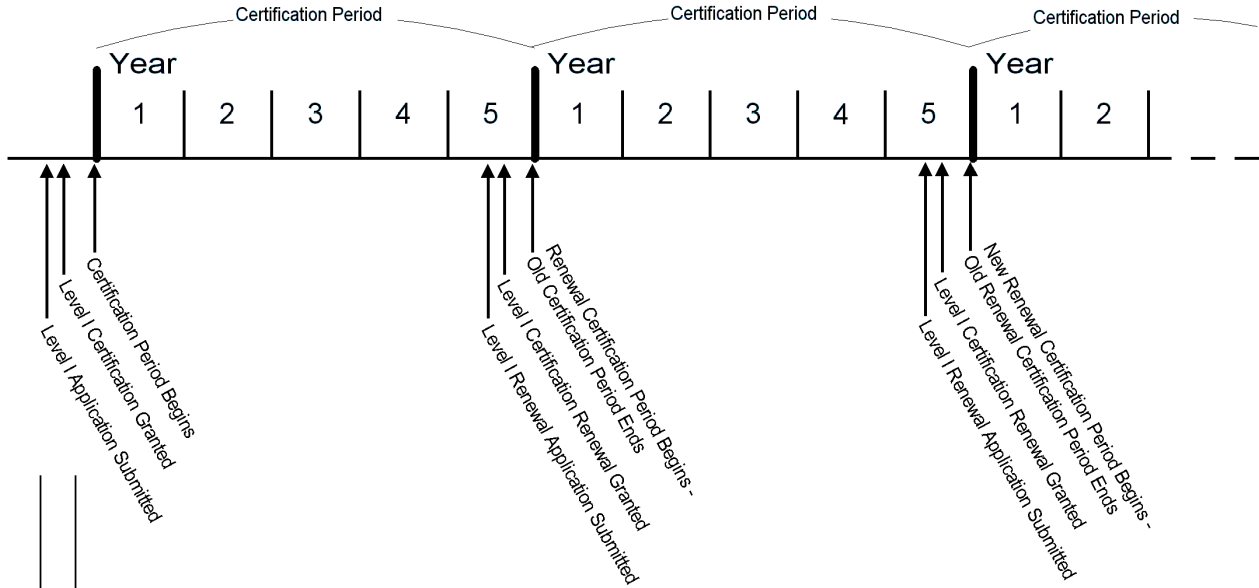 Certification Period
Certification Period
Certification Period
Year
Year
Year
1 2 3 4 5 1 2 3 4 5 1 2
Certification Period Begins
Level I Certification Granted
Level I Application Submitted
Renewal Certification Period Begins -
Old Certification Period Ends
Level I Certification Renewal Granted
Level I Renewal Application Submitted
New Renewal Certification Period Begins -
Old Renewal Certification Period Ends
Level I Certification Renewal Granted
Level I Renewal Application Submitted